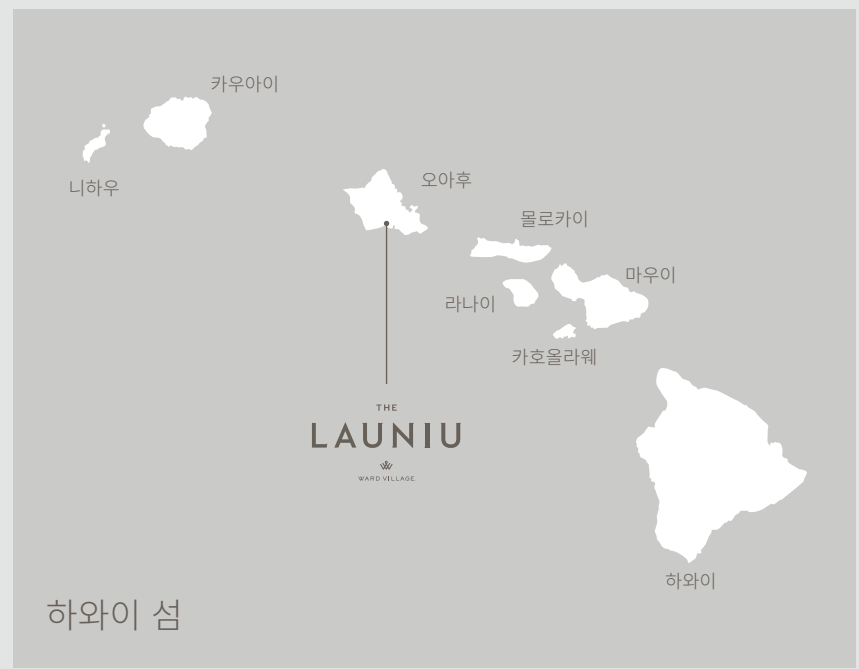 카우아이
니하우
오아후
몰로카이
마우이
라나이
카호올라웨
THE
LAUNIU
WARD VILLAGE
하와이
하와이 섬